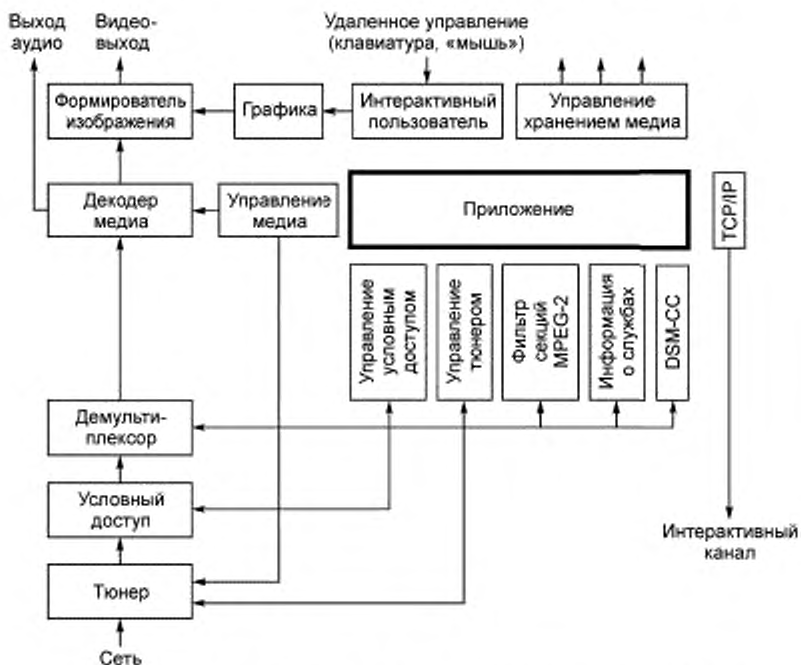 Выход
аудио
Видео-
выход
Удаленное управление
(клавиатура, «мышь»)
Формирователь
изображения
Графика
Интерактивный
пользователь
Управление
хранением медиа
Декодер
медиа
Управление
медиа
Приложение
TCP/IP
Управление
условным
доступом
Управление
тюнером
Фильтр
секций
MPEG-2
Информация
о службах
DSM-CC
Демульти-
плексор
Условный
доступ
Интерактивный
канал
Тюнер
Сеть